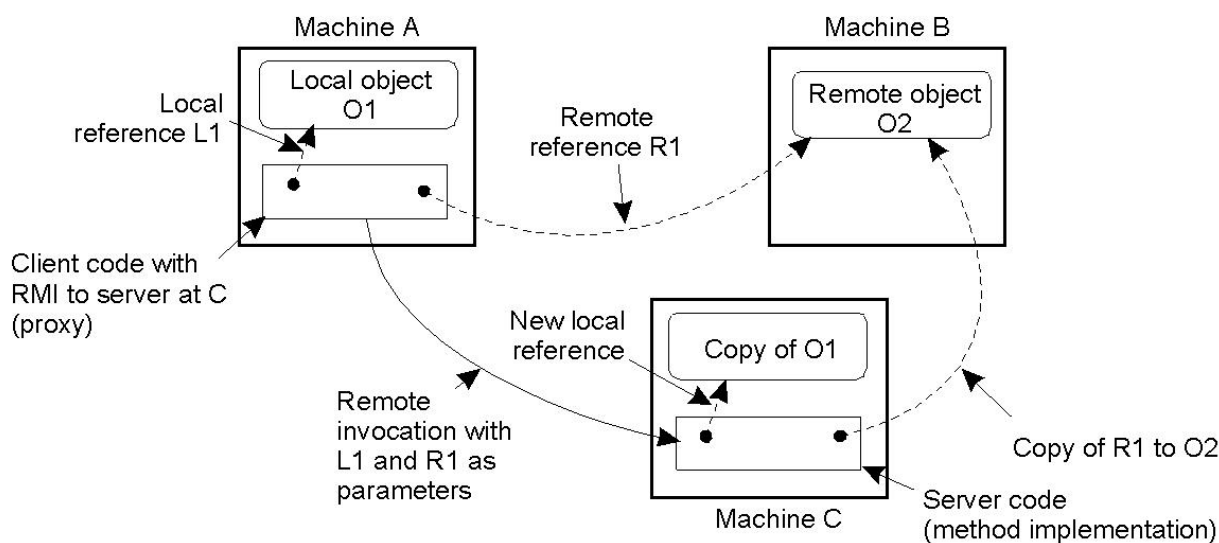 Machine A
Machine B
Local object
O1
Remote object
O2
Local
reference L1
Remote
reference R1
Client code with
RMI to server at C
(proxy)
New local
reference
Copy of O1
Remote
invocation with
L1 and R1 as
parameters
Copy of R1 to O2
Server code
(method implementation)
Machine C